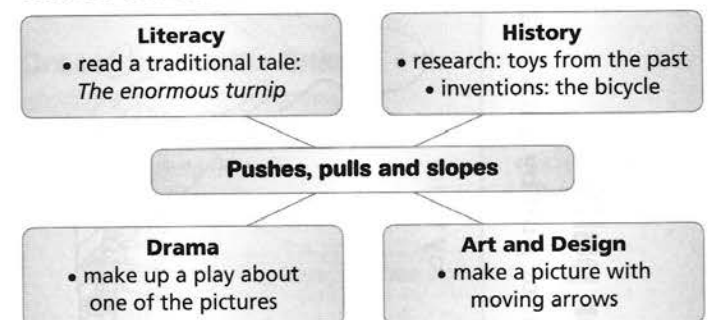 Literacy
• read a traditional tale:
The enormous turnip
History
• research: toys from the past
• inventions: the bicycle
Pushes, pulls and slopes
Drama
• make up a play about
one of the pictures
Art and Design
• make a picture with
moving arrows